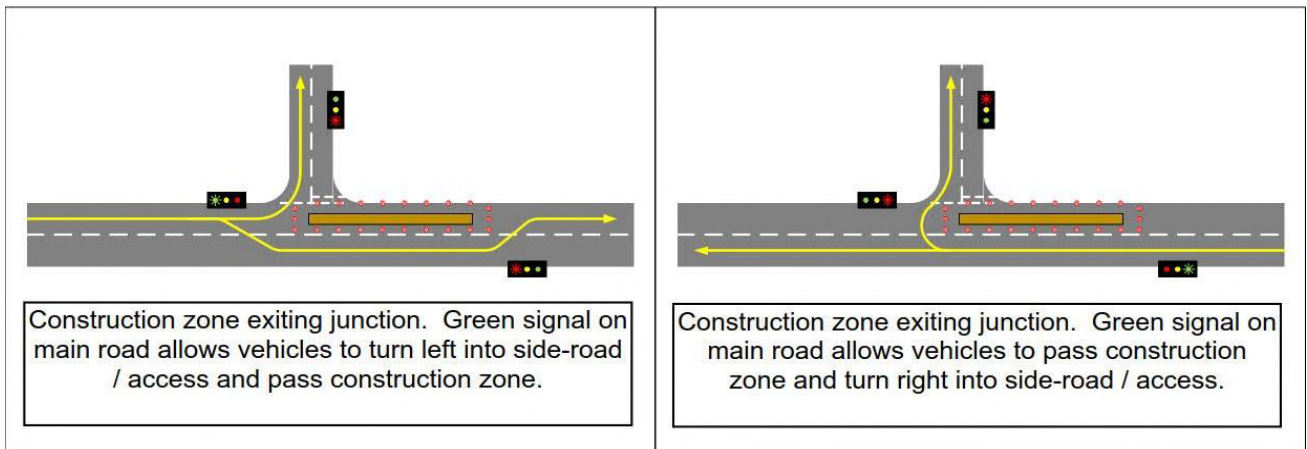 Construction zone exiting junction.  Green signal on
main road allows vehicles to turn left into side-road
/ access and pass construction zone.
Construction zone exiting junction.  Green signal on
main road allows vehicles to pass construction
zone and turn right into side-road / access.